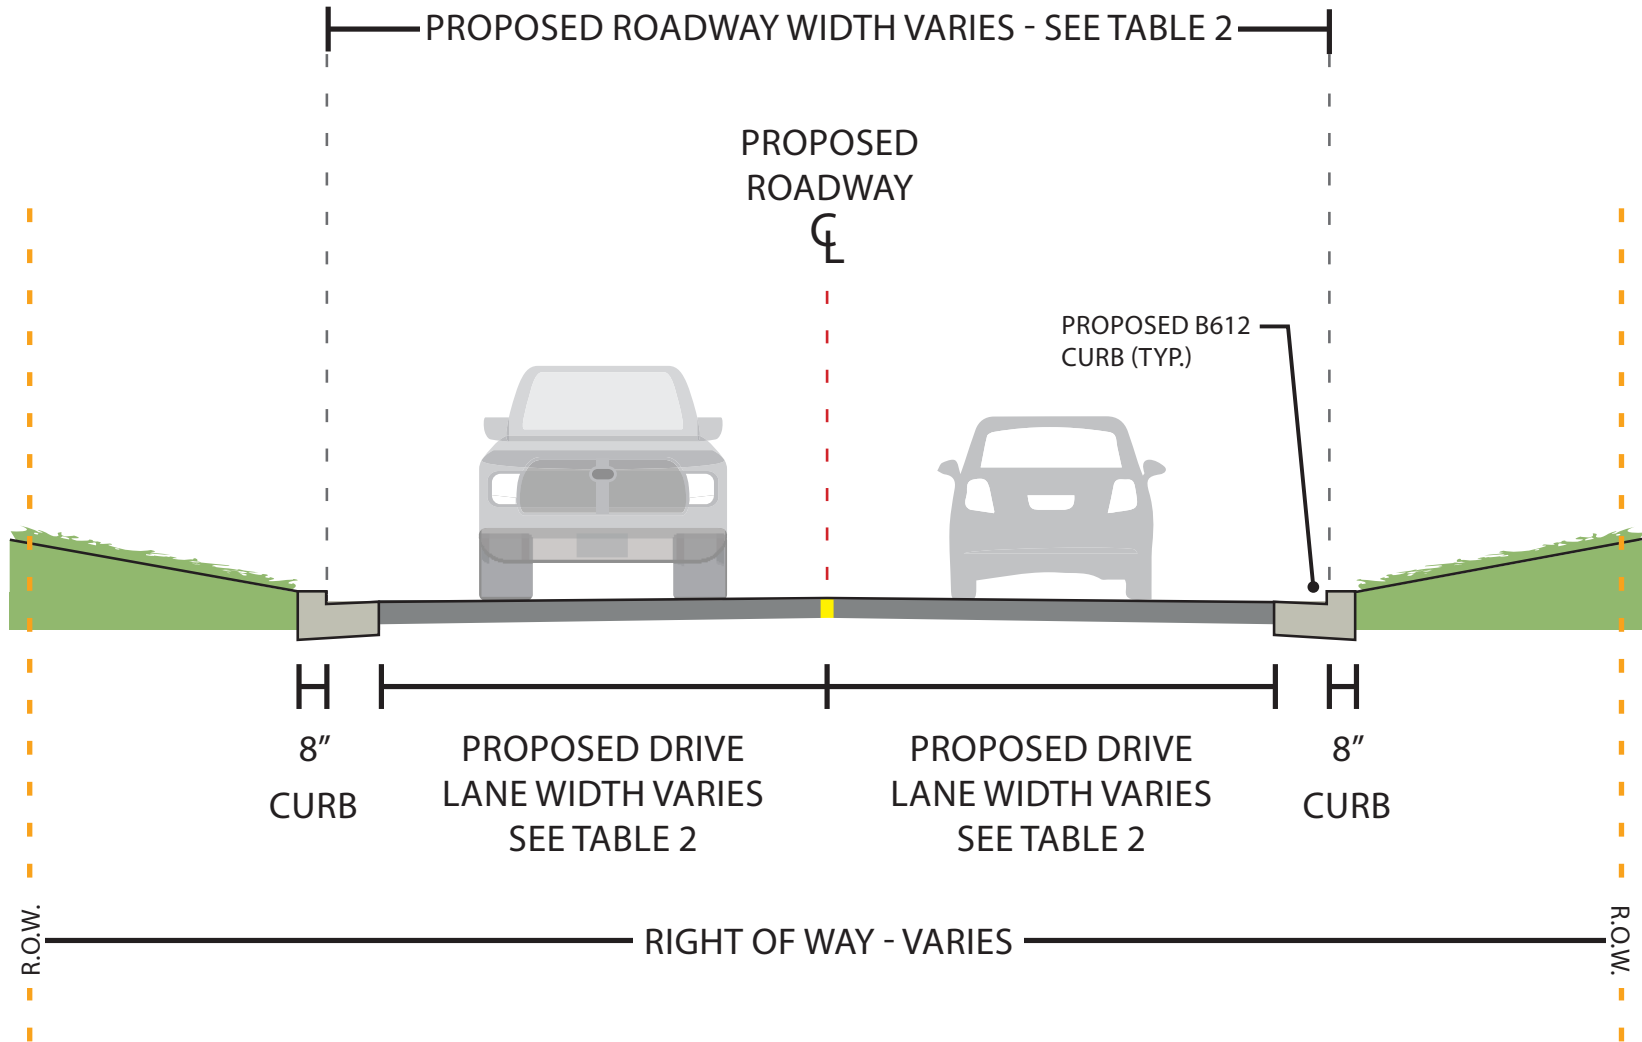 PROPOSED ROADWAY WIDTH VARIES - SEE TABLE 2
PROPOSED
ROADWAY
℄
PROPOSED B612
CURB (TYP.)
8”
CURB
PROPOSED DRIVE
LANE WIDTH VARIES
SEE TABLE 2
PROPOSED DRIVE
LANE WIDTH VARIES
SEE TABLE 2
8”
CURB
R.O.W.
RIGHT OF WAY - VARIES
R.O.W.